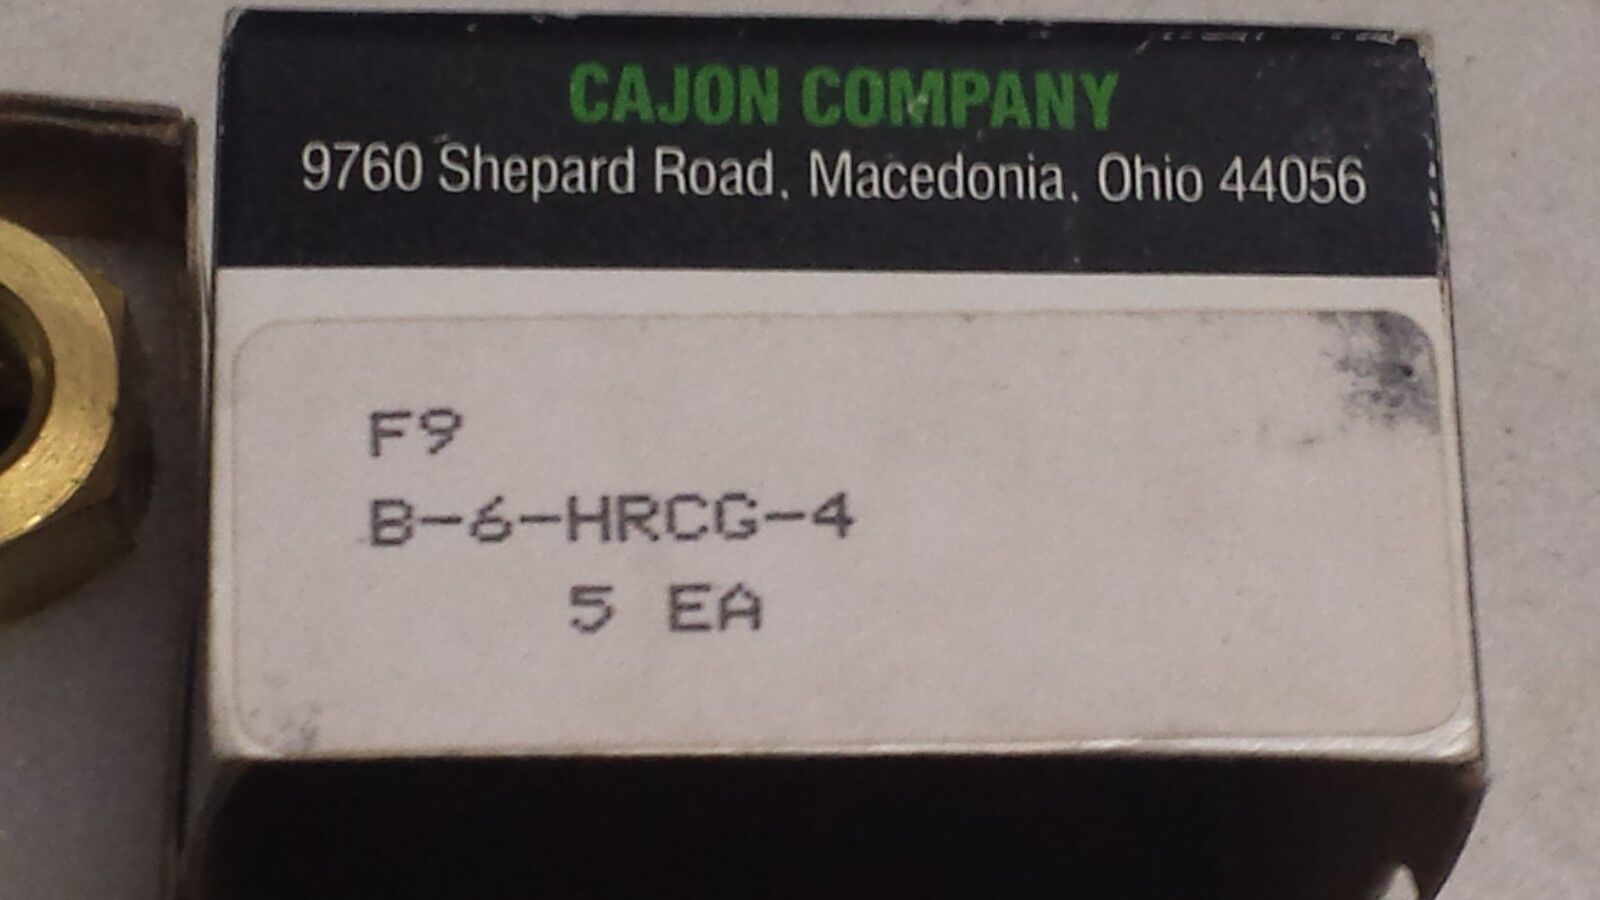 CAJON COMPANY
9760 Shepard Road, Macedonia, Ohio 44056
F9
B-6-HRCG-4
5 EA